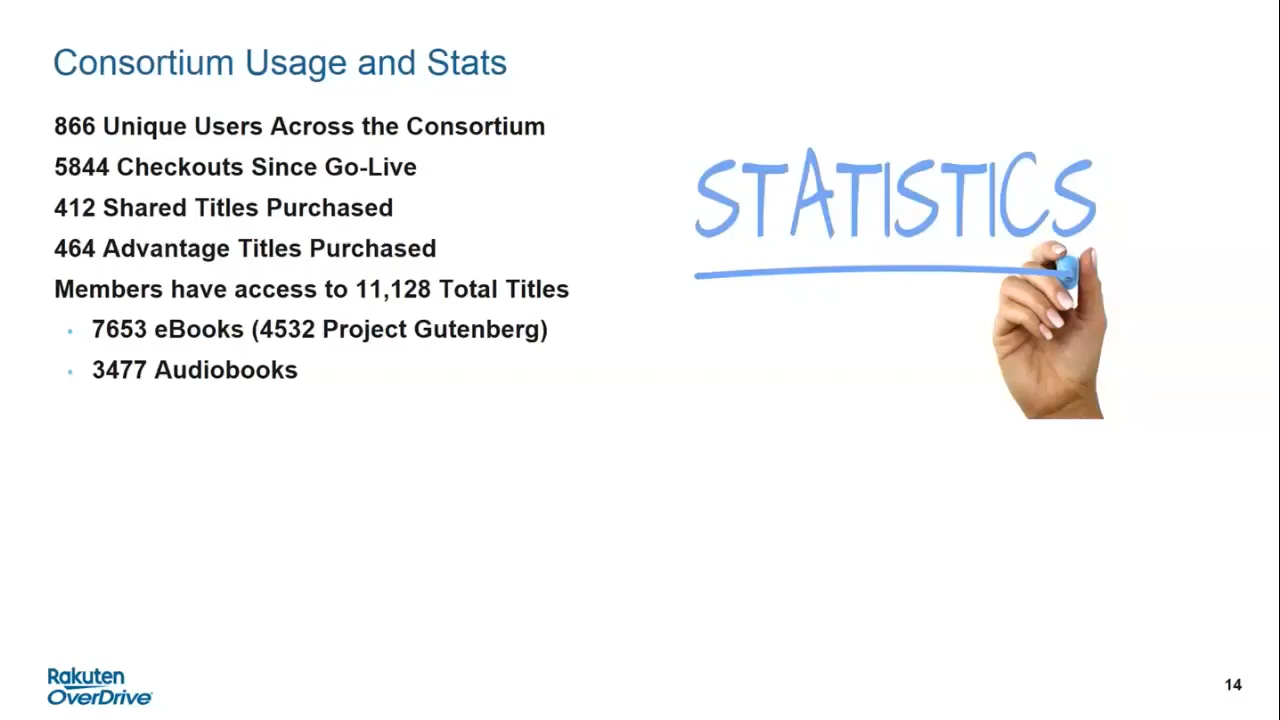 Consortium Usage and Stats
866 Unique Users Across the Consortium
5844 Checkouts Since Go-Live
412 Shared Titles Purchased
464 Advantage Titles Purchased
Members have access to 11,128 Total Titles
7653 eBooks (4532 Project Gutenberg)
3477 Audiobooks
STATISTICS
Rakuten
OverDrive
14